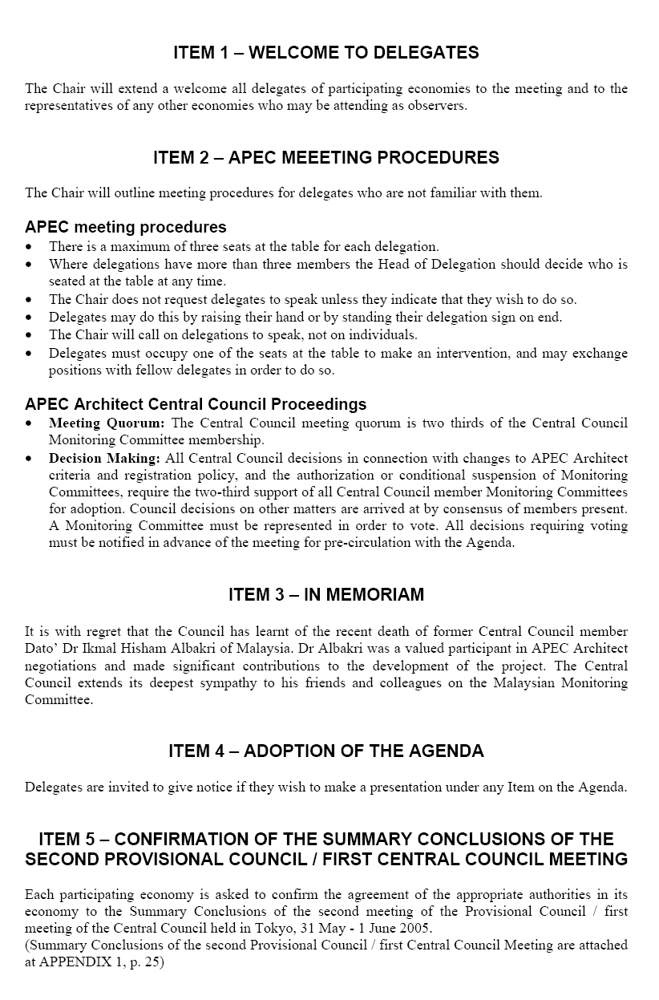 ITEM 1 – WELCOME TO DELEGATES
The Chair will extend a welcome all delegates of participating economies to the meeting and to the
representatives of any other economies who may be attending as observers.
ITEM 2 – APEC MEEETING PROCEDURES
The Chair will outline meeting procedures for delegates who are not familiar with them.
APEC meeting procedures
• There is a maximum of three seats at the table for each delegation.
• Where delegations have more than three members the Head of Delegation should decide who is
seated at the table at any time.
• The Chair does not request delegates to speak unless they indicate that they wish to do so.
• Delegates may do this by raising their hand or by standing their delegation sign on end.
• The Chair will call on delegations to speak, not on individuals.
• Delegates must occupy one of the seats at the table to make an intervention, and may exchange
positions with fellow delegates in order to do so.
APEC Architect Central Council Proceedings
• Meeting Quorum: The Central Council meeting quorum is two thirds of the Central Council
Monitoring Committee membership.
• Decision Making: All Central Council decisions in connection with changes to APEC Architect
criteria and registration policy, and the authorization or conditional suspension of Monitoring
Committees, require the two-third support of all Central Council member Monitoring Committees
for adoption. Council decisions on other matters are arrived at by consensus of members present.
A Monitoring Committee must be represented in order to vote. All decisions requiring voting
must be notified in advance of the meeting for pre-circulation with the Agenda.
ITEM 3 – IN MEMORIAM
It is with regret that the Council has learnt of the recent death of former Central Council member
Dato' Dr Ikmal Hisham Albakri of Malaysia. Dr Albakri was a valued participant in APEC Architect
negotiations and made significant contributions to the development of the project. The Central
Council extends its deepest sympathy to his friends and colleagues on the Malaysian Monitoring
Committee.
ITEM 4 – ADOPTION OF THE AGENDA
Delegates are invited to give notice if they wish to make a presentation under any Item on the Agenda.
ITEM 5 – CONFIRMATION OF THE SUMMARY CONCLUSIONS OF THE
SECOND PROVISIONAL COUNCIL / FIRST CENTRAL COUNCIL MEETING
Each participating economy is asked to confirm the agreement of the appropriate authorities in its
economy to the Summary Conclusions of the second meeting of the Provisional Council / first
meeting of the Central Council held in Tokyo, 31 May - 1 June 2005.
(Summary Conclusions of the second Provisional Council / first Central Council Meeting are attached
at APPENDIX 1, p. 25)